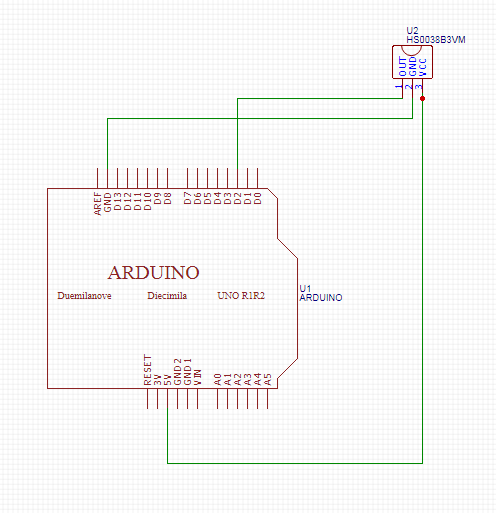 U2
HS0038B3VM
OUT
GND
VCC
1
2
3
AREF
GND
D13
D12
D11
D10
D9
D8
D7
D6
D5
D4
D3
D2
D1
D0
ARDUINO
Duemilanove Diecimila UNO R1R2
U1
ARDUINO
RESET
3V
5V
GND2
GND1
VIN
A0
A1
A2
A3
A4
A5